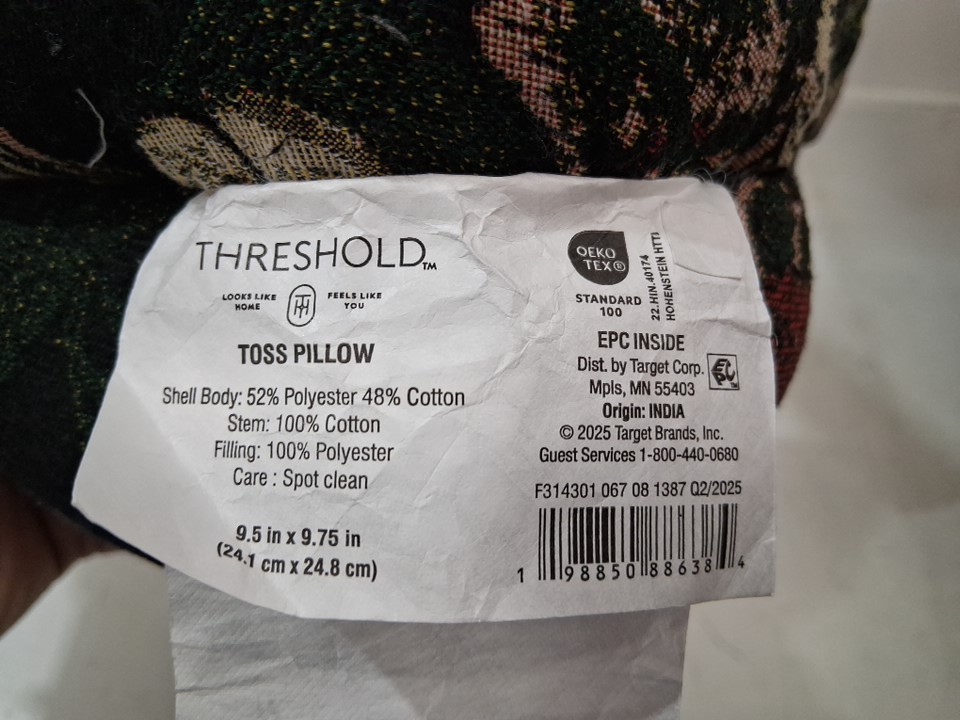 THRESHOLD™
LOOKS LIKE HOME
TH
FEELS LIKE YOU
TOSS PILLOW
Shell Body: 52% Polyester 48% Cotton
Stem: 100% Cotton
Filling: 100% Polyester
Care : Spot clean
9.5 in x 9.75 in
(24.1 cm x 24.8 cm)
OEKO
TEX®
STANDARD
100
22.HIN.40174
HOHENSTEIN HTTI
EPC INSIDE
Dist. by Target Corp.
Mpls, MN 55403
EPC™
Origin: INDIA
© 2025 Target Brands, Inc.
Guest Services 1-800-440-0680
F314301 067 08 1387 Q2/2025
1 98850 88638 4